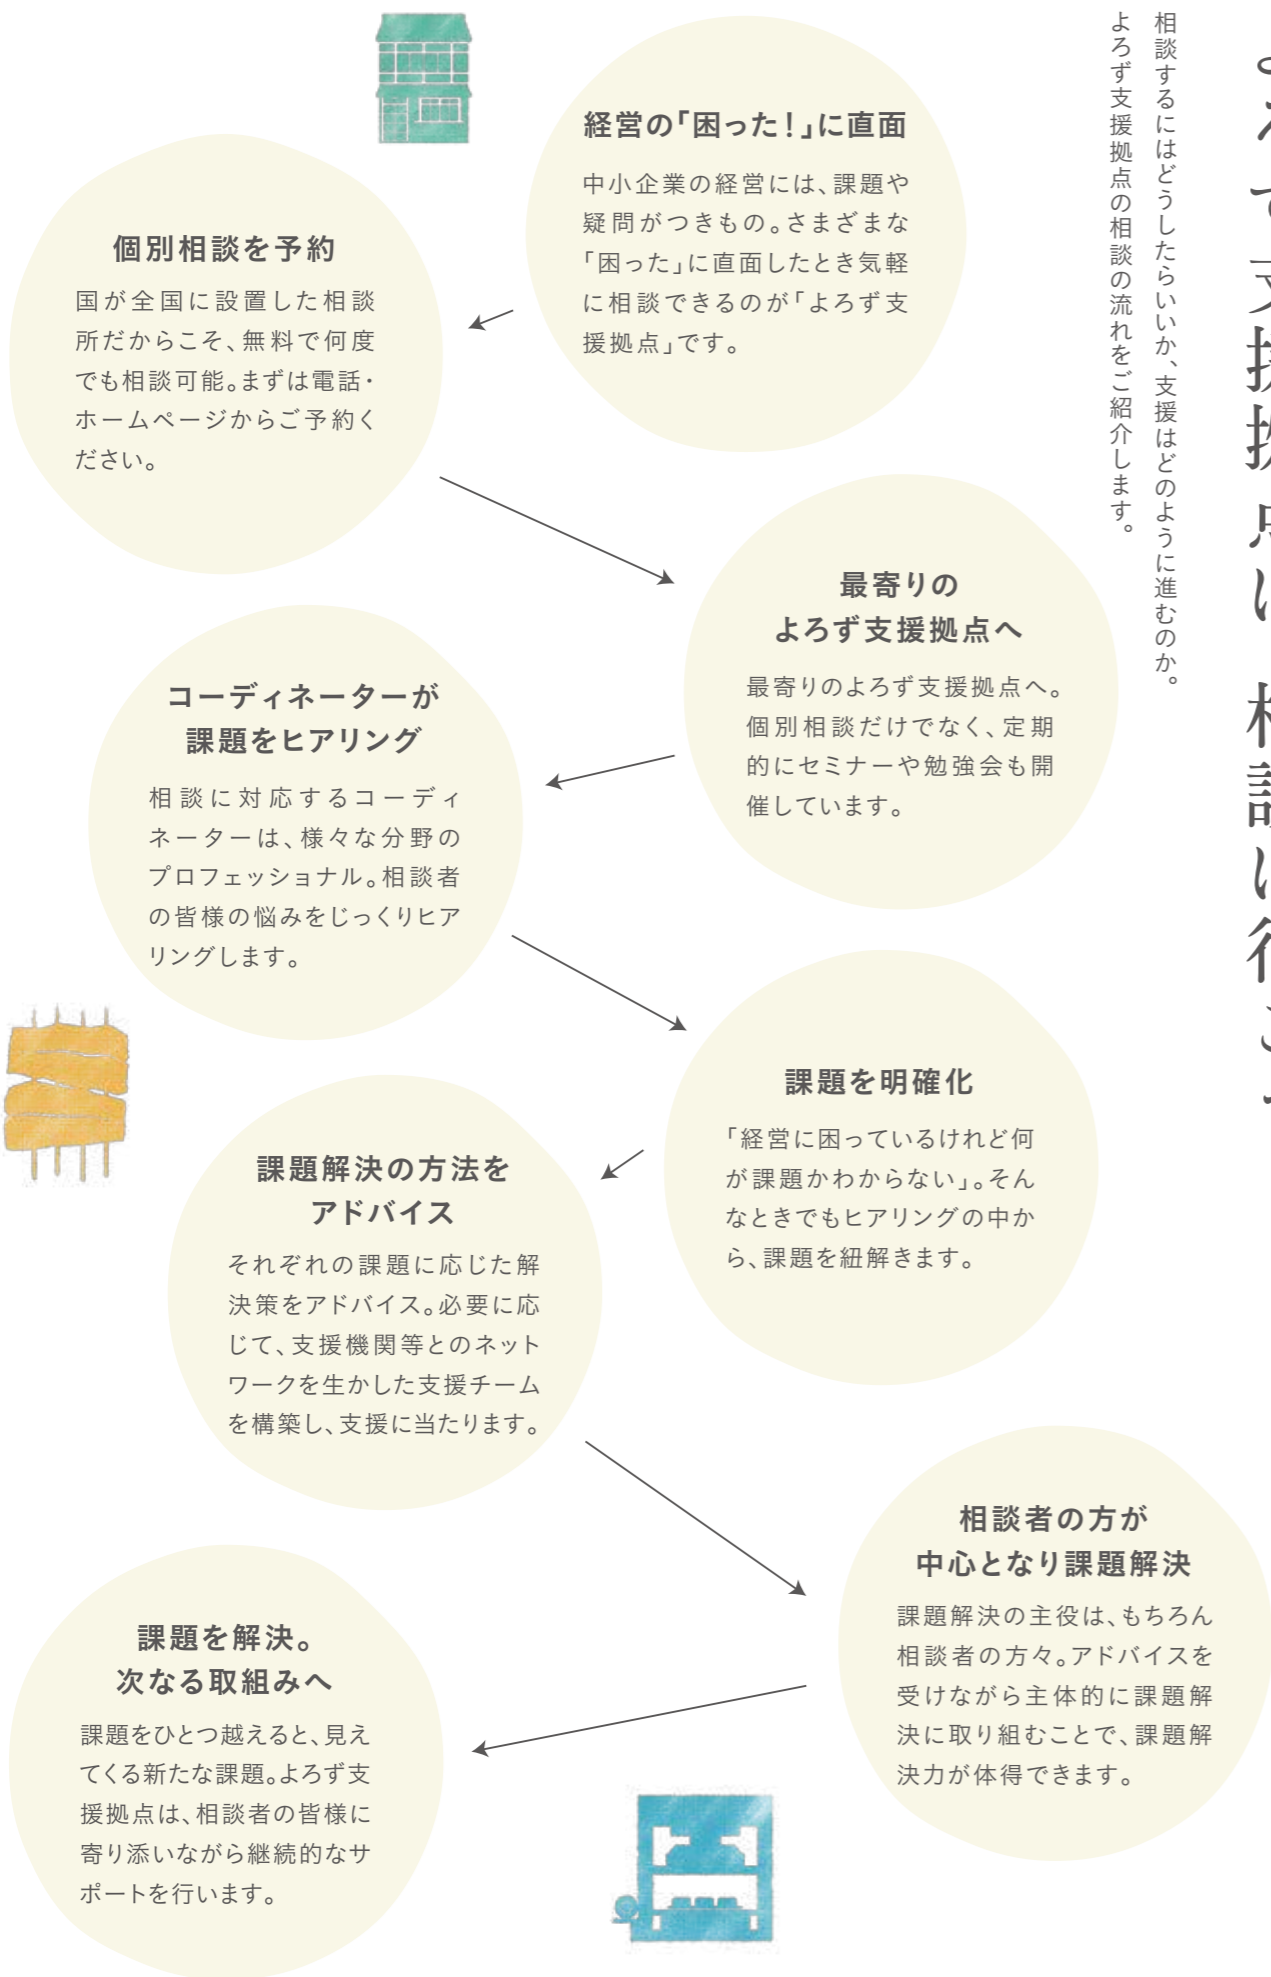 よろず支援拠点に 相談に行こう
相談するにはどうしたらいいか、支援はどのように進むのか。
よろず支援拠点の相談の流れをご紹介します。
経営の「困った!」に直面
中小企業の経営には、課題や
疑問がつきもの。さまざまな
「困った」に直面したとき気軽
に相談できるのが「よろず支
援拠点」です。
個別相談を予約
国が全国に設置した相談
所だからこそ、無料で何度
でも相談可能。まずは電話・
ホームページからご予約く
ださい。
最寄りの
よろず支援拠点へ
最寄りのよろず支援拠点へ。
個別相談だけでなく、定期
的にセミナーや勉強会も開
催しています。
コーディネーターが
課題をヒアリング
相談に対応するコーディ
ネーターは、様々な分野の
プロフェッショナル。相談者
の皆様の悩みをじっくりヒア
リングします。
課題を明確化
「経営に困っているけれど何
が課題かわからない」。そん
なときでもヒアリングの中か
ら、課題を紐解きます。
課題解決の方法を
アドバイス
それぞれの課題に応じた解
決策をアドバイス。必要に応
じて、支援機関等とのネット
ワークを生かした支援チーム
を構築し、支援に当たります。
相談者の方が
中心となり課題解決
課題解決の主役は、もちろん
相談者の方々。アドバイスを
受けながら主体的に課題解
決に取り組むことで、課題解
決力が体得できます。
課題を解決。
次なる取組みへ
課題をひとつ越えると、見え
てくる新たな課題。よろず支
援拠点は、相談者の皆様に
寄り添いながら継続的なサ
ポートを行います。